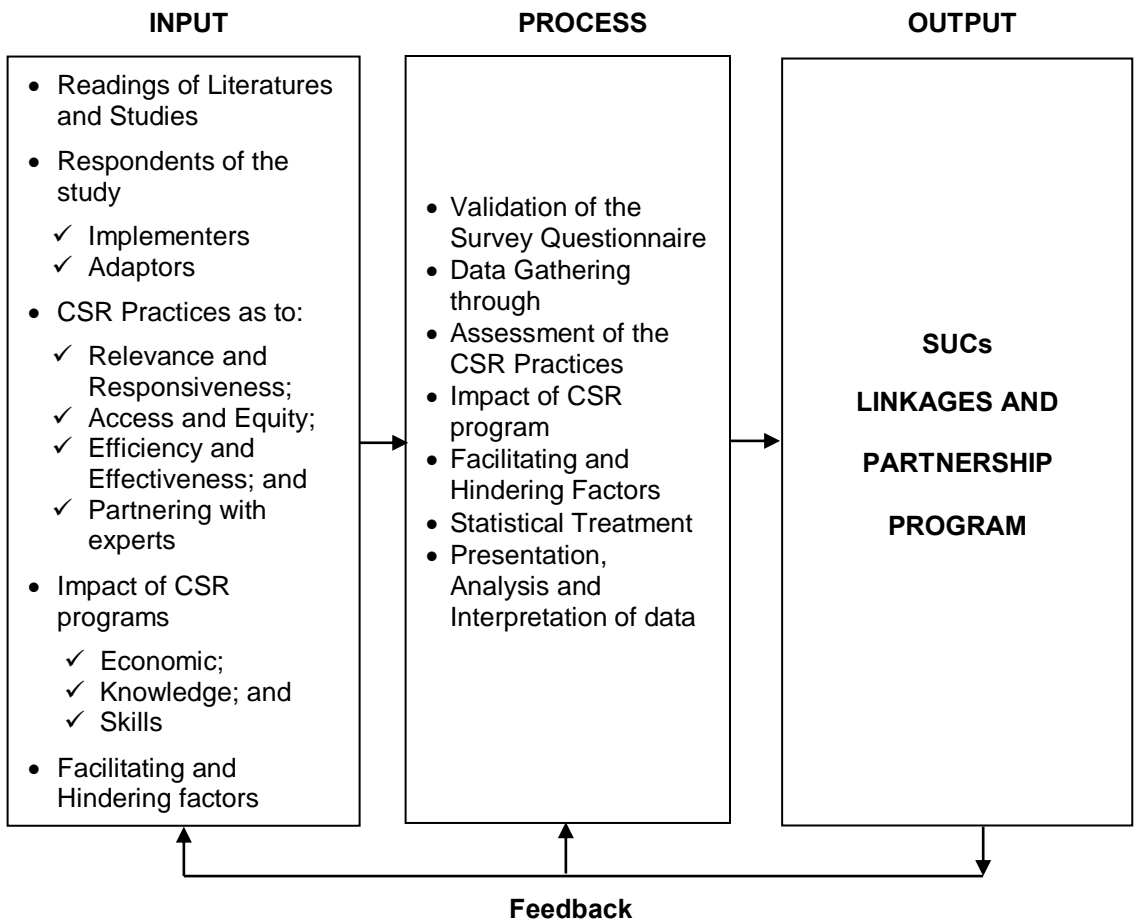 INPUT
• Readings of Literatures
and Studies
• Respondents of the
study
✓ Implementers
✓ Adaptors
• CSR Practices as to:
✓ Relevance and
Responsiveness;
✓ Access and Equity;
✓ Efficiency and
Effectiveness; and
✓ Partnering with
experts
• Impact of CSR
programs
✓ Economic;
✓ Knowledge; and
✓ Skills
• Facilitating and
Hindering factors
PROCESS
• Validation of the
Survey Questionnaire
• Data Gathering
through
• Assessment of the
CSR Practices
• Impact of CSR
program
• Facilitating and
Hindering Factors
• Statistical Treatment
• Presentation,
Analysis and
Interpretation of data
OUTPUT
SUCs
LINKAGES AND
PARTNERSHIP
PROGRAM
Feedback